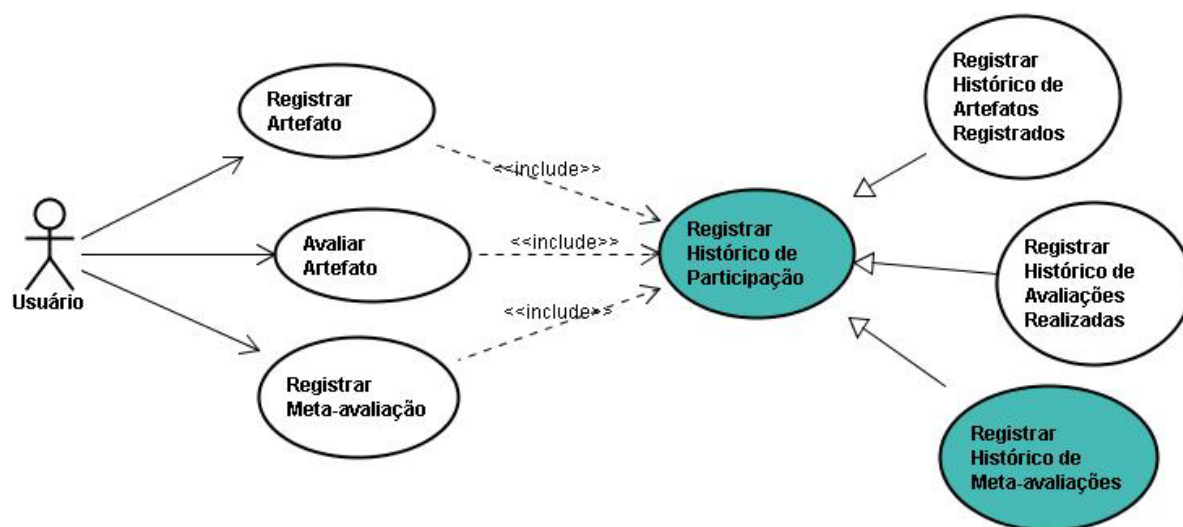 Usuário
Registrar
Artefato
Avaliar
Artefato
Registrar
Meta-avaliação
<<include>>
<<include>>
<<include>>
Registrar
Histórico de
Participação
Registrar
Histórico de
Artefatos
Registrados
Registrar
Histórico de
Avaliações
Realizadas
Registrar
Histórico de
Meta-avaliações